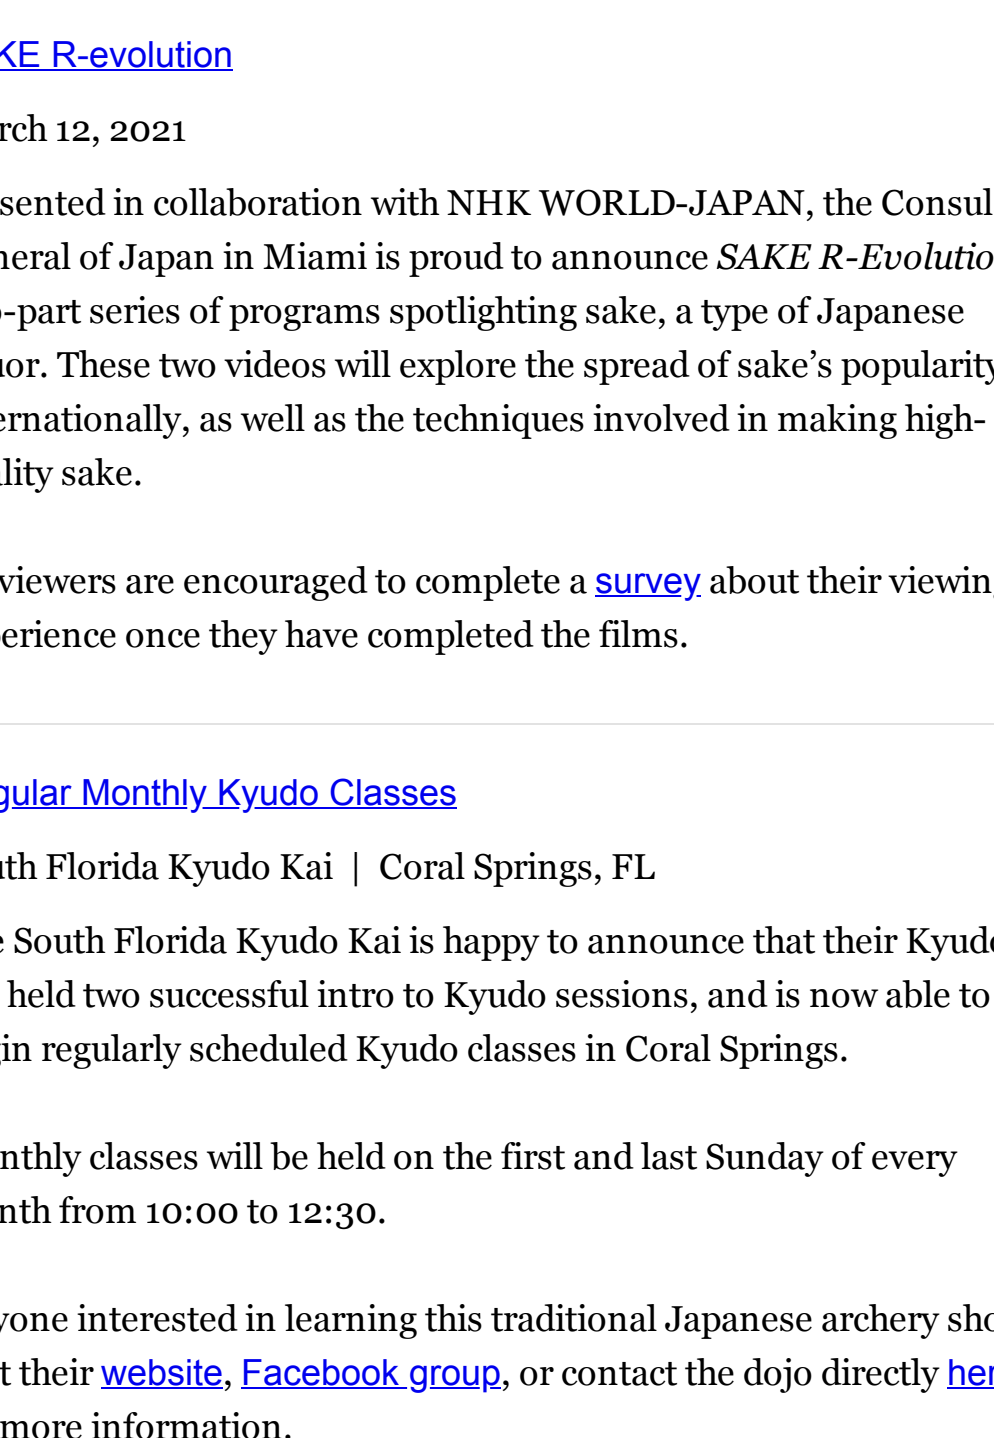 KE R-evolution
rch 12, 2021
sented in collaboration with NHK WORLD-JAPAN, the Consul
neral of Japan in Miami is proud to announce SAKE R-Evolutio
-part series of programs spotlighting sake, a type of Japanese
uor. These two videos will explore the spread of sake’s popularity
ernationally, as well as the techniques involved in making high-
lity sake.
viewers are encouraged to complete a survey about their viewin
erience once they have completed the films.
gular Monthly Kyudo Classes
uth Florida Kyudo Kai | Coral Springs, FL
e South Florida Kyudo Kai is happy to announce that their Kyudo
held two successful intro to Kyudo sessions, and is now able to
gin regularly scheduled Kyudo classes in Coral Springs.
nthly classes will be held on the first and last Sunday of every
nth from 10:00 to 12:30.
yone interested in learning this traditional Japanese archery sho
t their website, Facebook group, or contact the dojo directly her
more information.